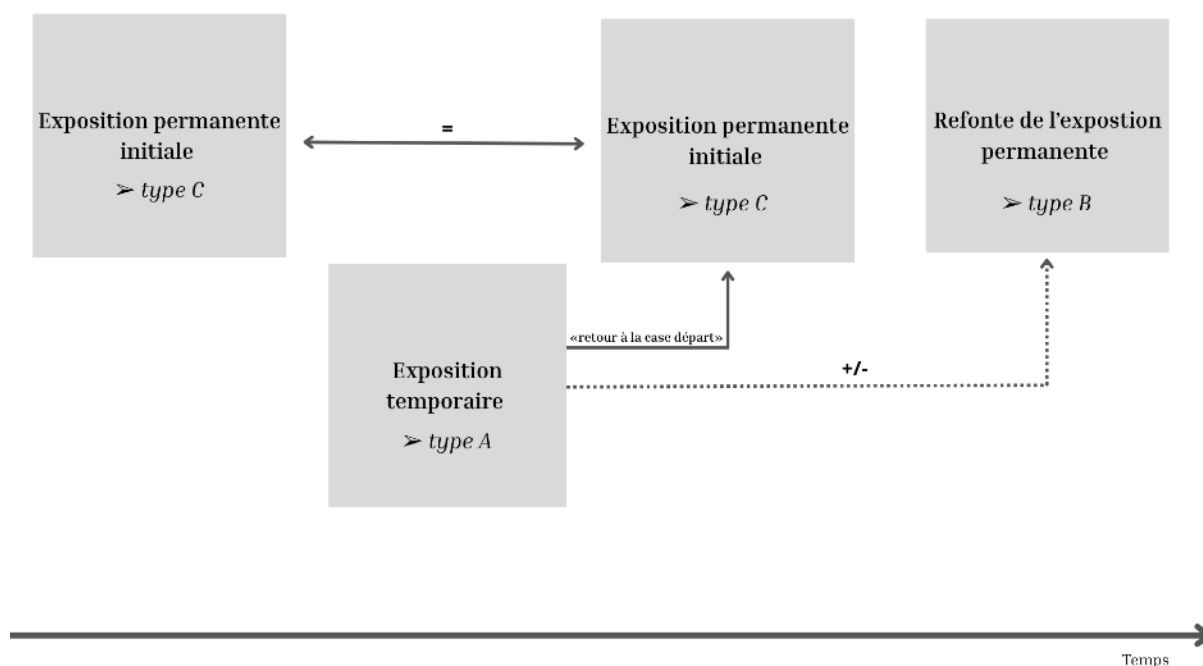 Exposition permanente
initiale
➢ type C
=
Exposition permanente
initiale
➢ type C
Refonte de l'expostion
permanente
➢ type B
«retour à la case départ»
+/-
Exposition
temporaire
➢ type A
Temps